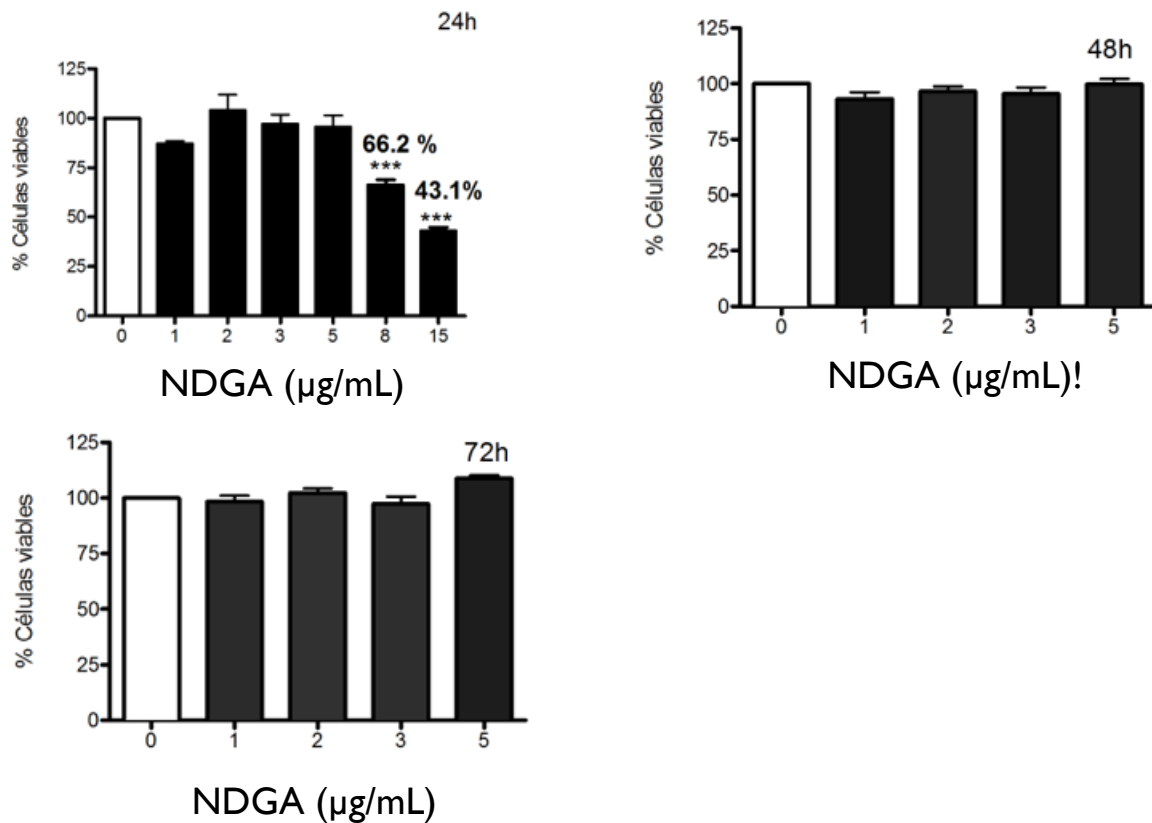 24h
% Células viables
125
100
75
50
25
0
66.2 %
***
43.1%
***
0 1 2 3 5 8 15
NDGA (µg/mL)
48h
% Células viables
125
100
75
50
25
0
0 1 2 3 5
NDGA (µg/mL)!
72h
% Células viables
125
100
75
50
25
0
0 1 2 3 5
NDGA (µg/mL)